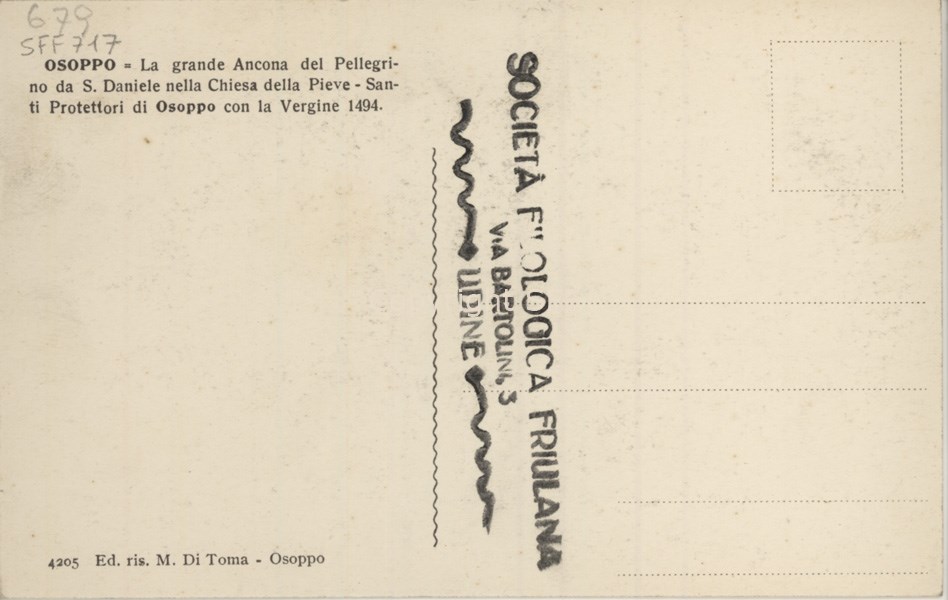 679
SFF 717
OSOPPO = La grande Ancona del Pellegri-
no da S. Daniele nella Chiesa della Pieve - San-
ti Protettori di Osoppo con la Vergine 1494.
SOCIETÀ FILOLOGICA FRIULANA
VIA BARTOLINI, 3
UDINE
4205 Ed. ris. M. Di Toma - Osoppo